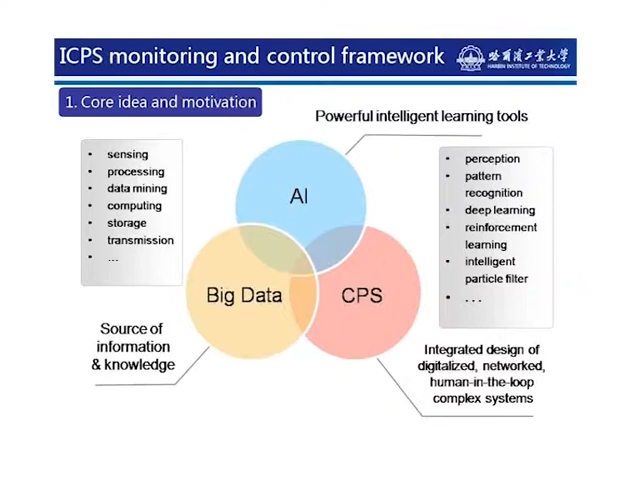 ICPS monitoring and control framework
哈爾濱工業大學
HARBIN INSTITUTE OF TECHNOLOGY
1. Core idea and motivation
Powerful intelligent learning tools
• sensing
• processing
• data mining
• computing
• storage
• transmission
• ...
AI
Big Data
CPS
• perception
• pattern
recognition
• deep learning
• reinforcement
learning
• intelligent
particle filter
• . . .
Source of
information
& knowledge
Integrated design of
digitalized, networked,
human-in-the-loop
complex systems